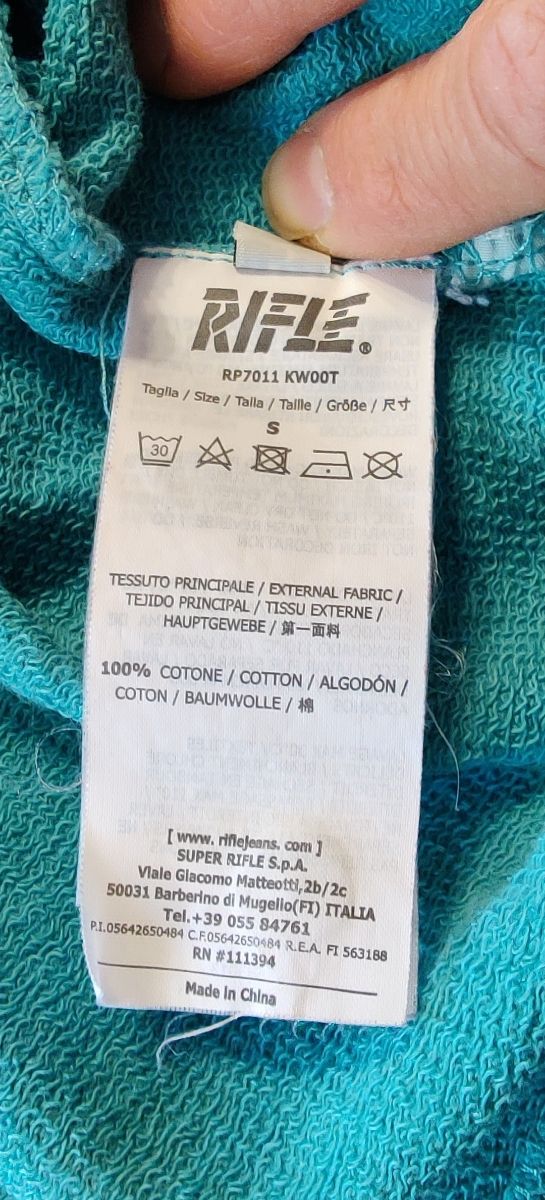 RIFLE®
RP7011 KW00T
Taglia / Size / Talla / Taille / Größe / 尺寸
S
30
TESSUTO PRINCIPALE / EXTERNAL FABRIC /
TEJIDO PRINCIPAL / TISSU EXTERNE /
HAUPTGEWEBE / 第一面料
100% COTONE / COTTON / ALGODÓN /
COTON / BAUMWOLLE / 棉
[ www. riflejeans. com ]
SUPER RIFLE S.p.A.
Viale Giacomo Matteotti,2b/2c
50031 Barberino di Mugello(FI) ITALIA
Tel.+39 055 84761
P.I.05642650484 C.F.05642650484 R.E.A. FI 563188
RN #111394
Made in China